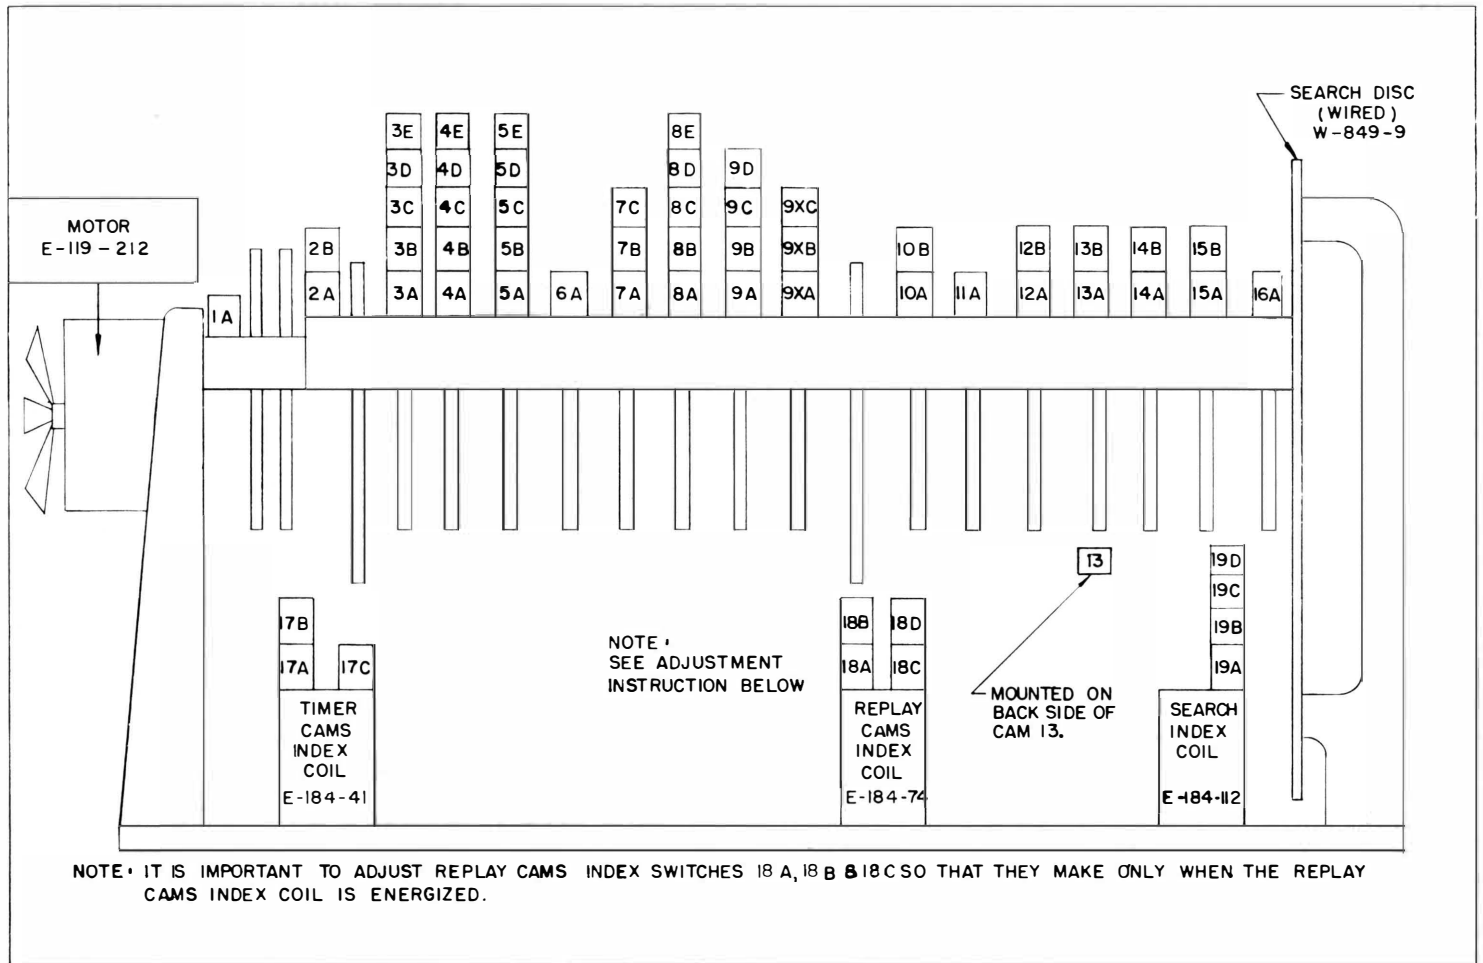 SEARCH DISC
(WIRED)
W-849-9
MOTOR
E-119-212
3E 4E 5E 8E
3D 4D 5D 8D 9D
3C 4C 5C 7C 8C 9C 9XC
2B 3B 4B 5B 7B 8B 9B 9XB 10B 12B 13B 14B 15B
2A 3A 4A 5A 6A 7A 8A 9A 9XA 10A 11A 12A 13A 14A 15A 16A
1A
13
19D
19C
17B 18B 18D 19B
17A 17C 18A 18C 19A
NOTE:
SEE ADJUSTMENT
INSTRUCTION BELOW
MOUNTED ON
BACK SIDE OF
CAM 13.
TIMER
CAMS
INDEX
COIL
E-184-41
REPLAY
CAMS
INDEX
COIL
E-184-74
SEARCH
INDEX
COIL
E-184-112
NOTE: IT IS IMPORTANT TO ADJUST REPLAY CAMS INDEX SWITCHES 18A, 18B & 18C SO THAT THEY MAKE ONLY WHEN THE REPLAY
CAMS INDEX COIL IS ENERGIZED.